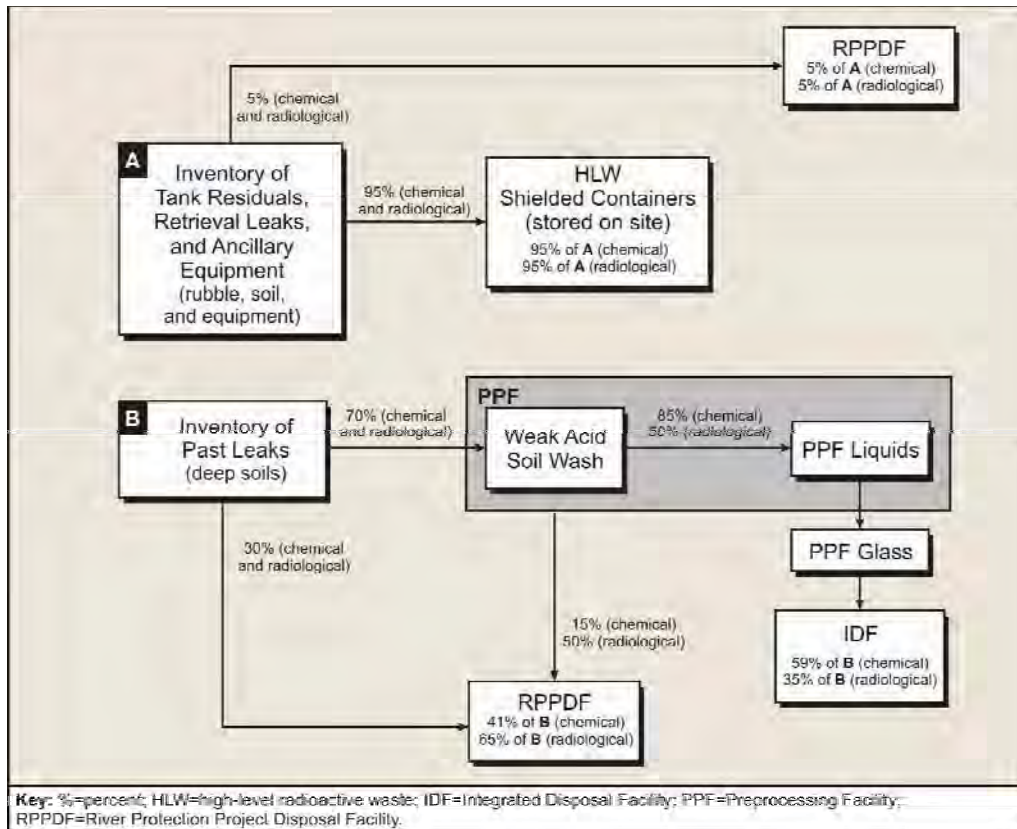 RPPDF
5% of A (chemical)
5% of A (radiological)
5% (chemical
and radiological)
A
Inventory of
Tank Residuals,
Retrieval Leaks,
and Ancillary
Equipment
(rubble, soil,
and equipment)
95% (chemical
and radiological)
HLW
Shielded Containers
(stored on site)
95% of A (chemical)
95% of A (radiological)
B
Inventory of
Past Leaks
(deep soils)
70% (chemical
and radiological)
PPF
Weak Acid
Soil Wash
85% (chemical)
50% (radiological)
PPF Liquids
PPF Glass
IDF
59% of B (chemical)
35% of B (radiological)
30% (chemical
and radiological)
15% (chemical)
50% (radiological)
RPPDF
41% of B (chemical)
65% of B (radiological)
Key: %=percent; HLW=high-level radioactive waste; IDF=Integrated Disposal Facility; PPF=Preprocessing Facility;
RPPDF=River Protection Project Disposal Facility.